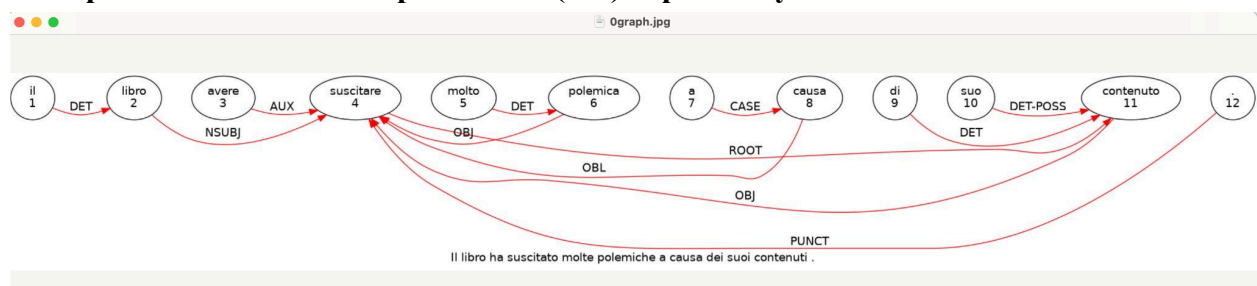 0graph.jpg
il libro avere suscitare molto polemica a causa di suo contenuto .
1 2 3 4 5 6 7 8 9 10 11 12
DET AUX DET CASE DET-POSS
NSUBJ OBJ DET
ROOT
OBL
OBJ
PUNCT
Il libro ha suscitato molte polemiche a causa dei suoi contenuti .